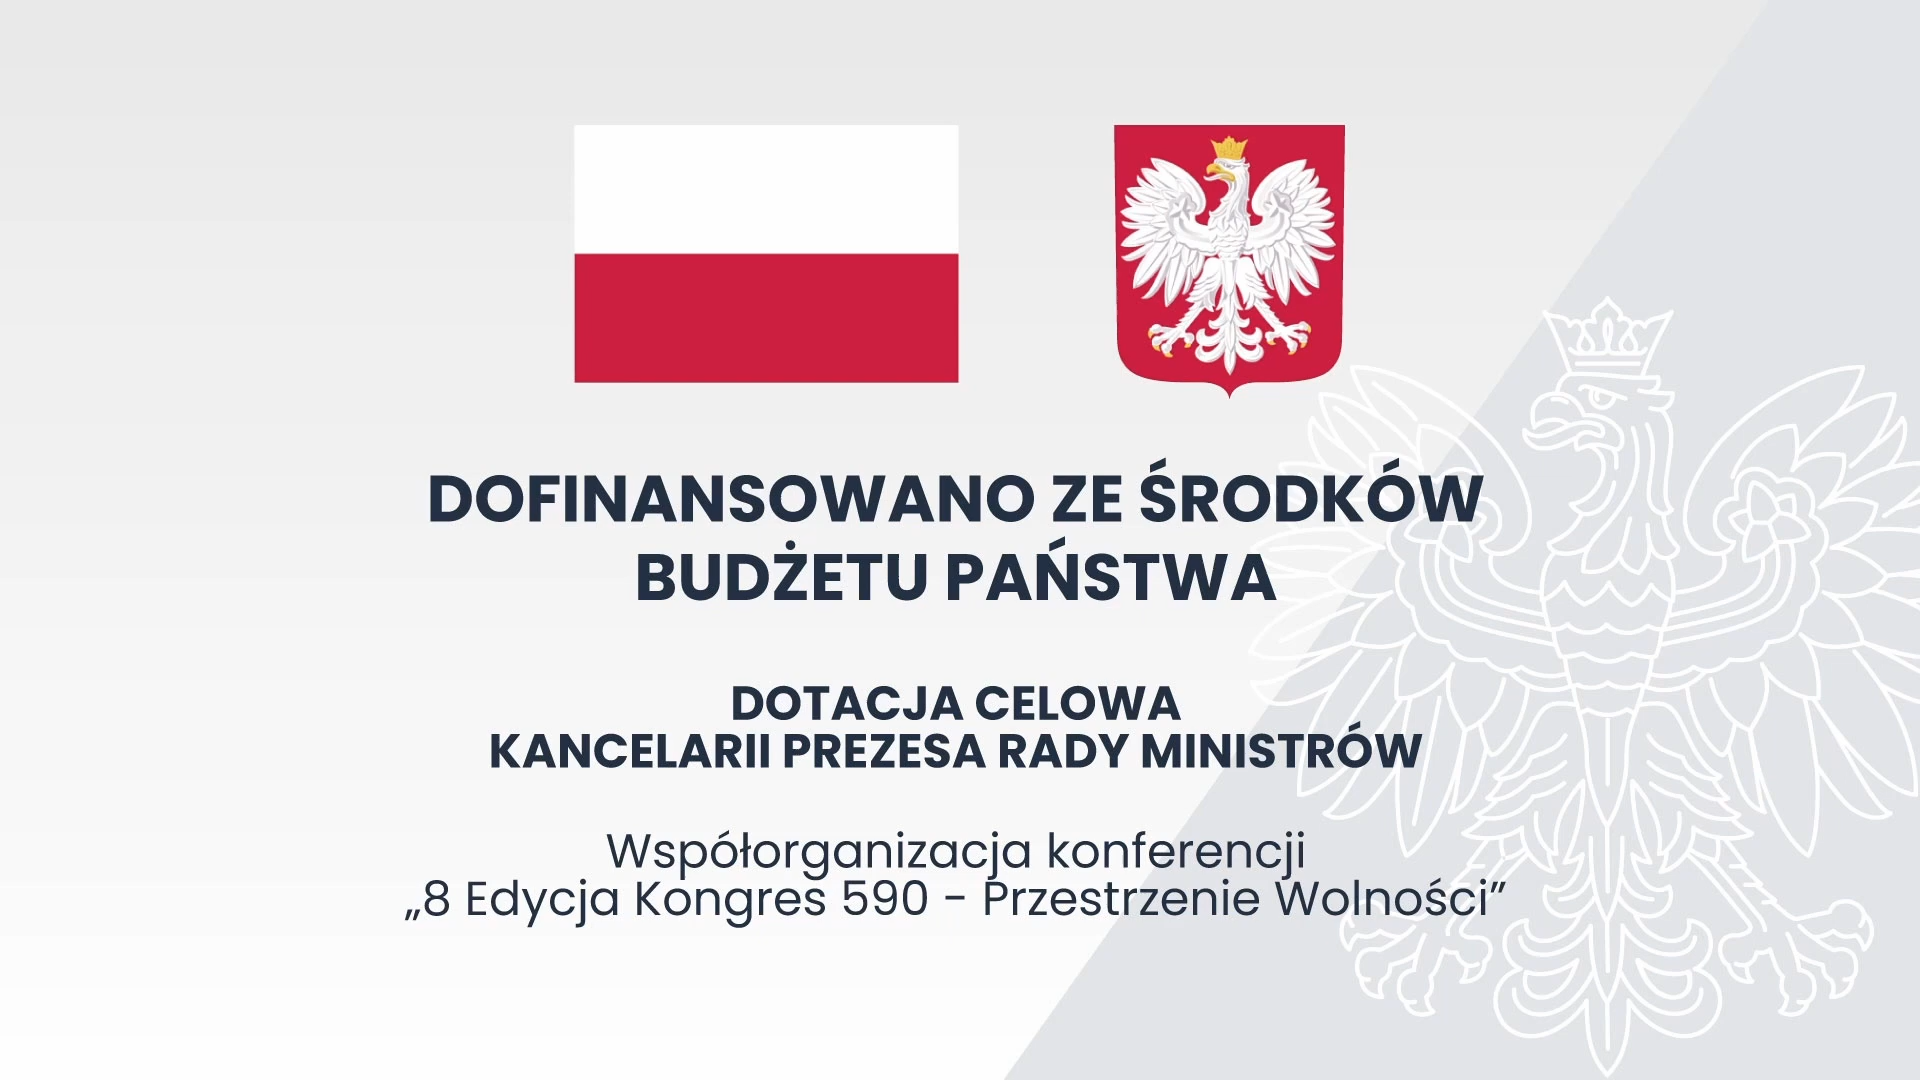 DOFINANSOWANO ZE ŚRODKÓW
BUDŻETU PAŃSTWA
DOTACJA CELOWA
KANCELARII PREZESA RADY MINISTRÓW
Współorganizacja konferencji
„8 Edycja Kongres 590 - Przestrzenie Wolności”